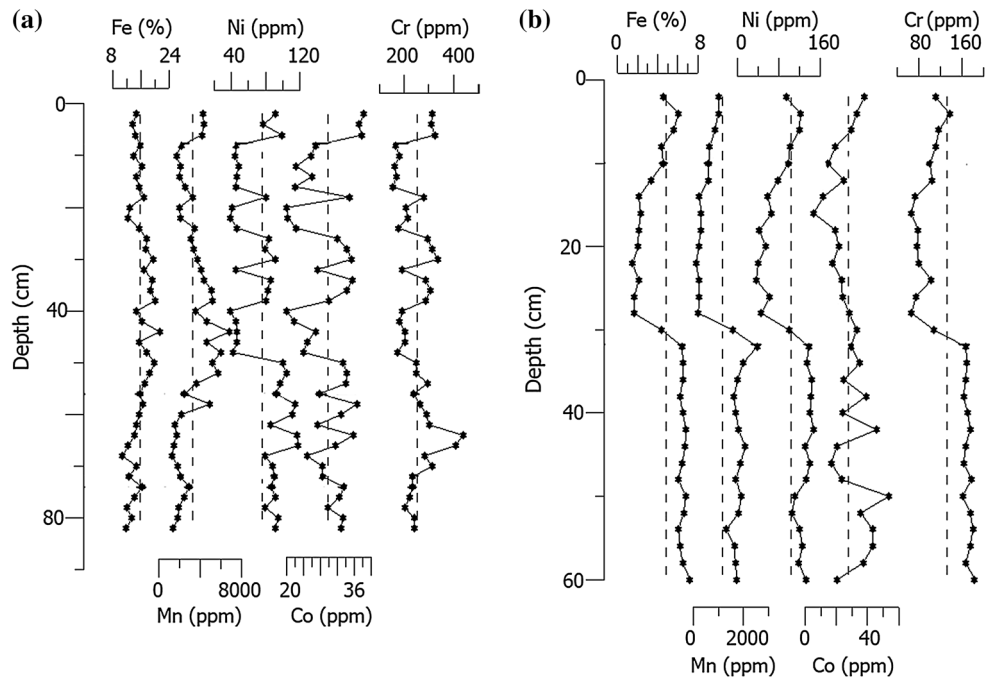 (a)
Fe (%) Ni (ppm) Cr (ppm)
8 24 40 120 200 400
0
40
80
Depth (cm)
0 8000 20 36
Mn (ppm) Co (ppm)
(b)
Fe (%) Ni (ppm) Cr (ppm)
0 8 0 160 80 160
0
20
40
60
Depth (cm)
0 2000 0 40
Mn (ppm) Co (ppm)